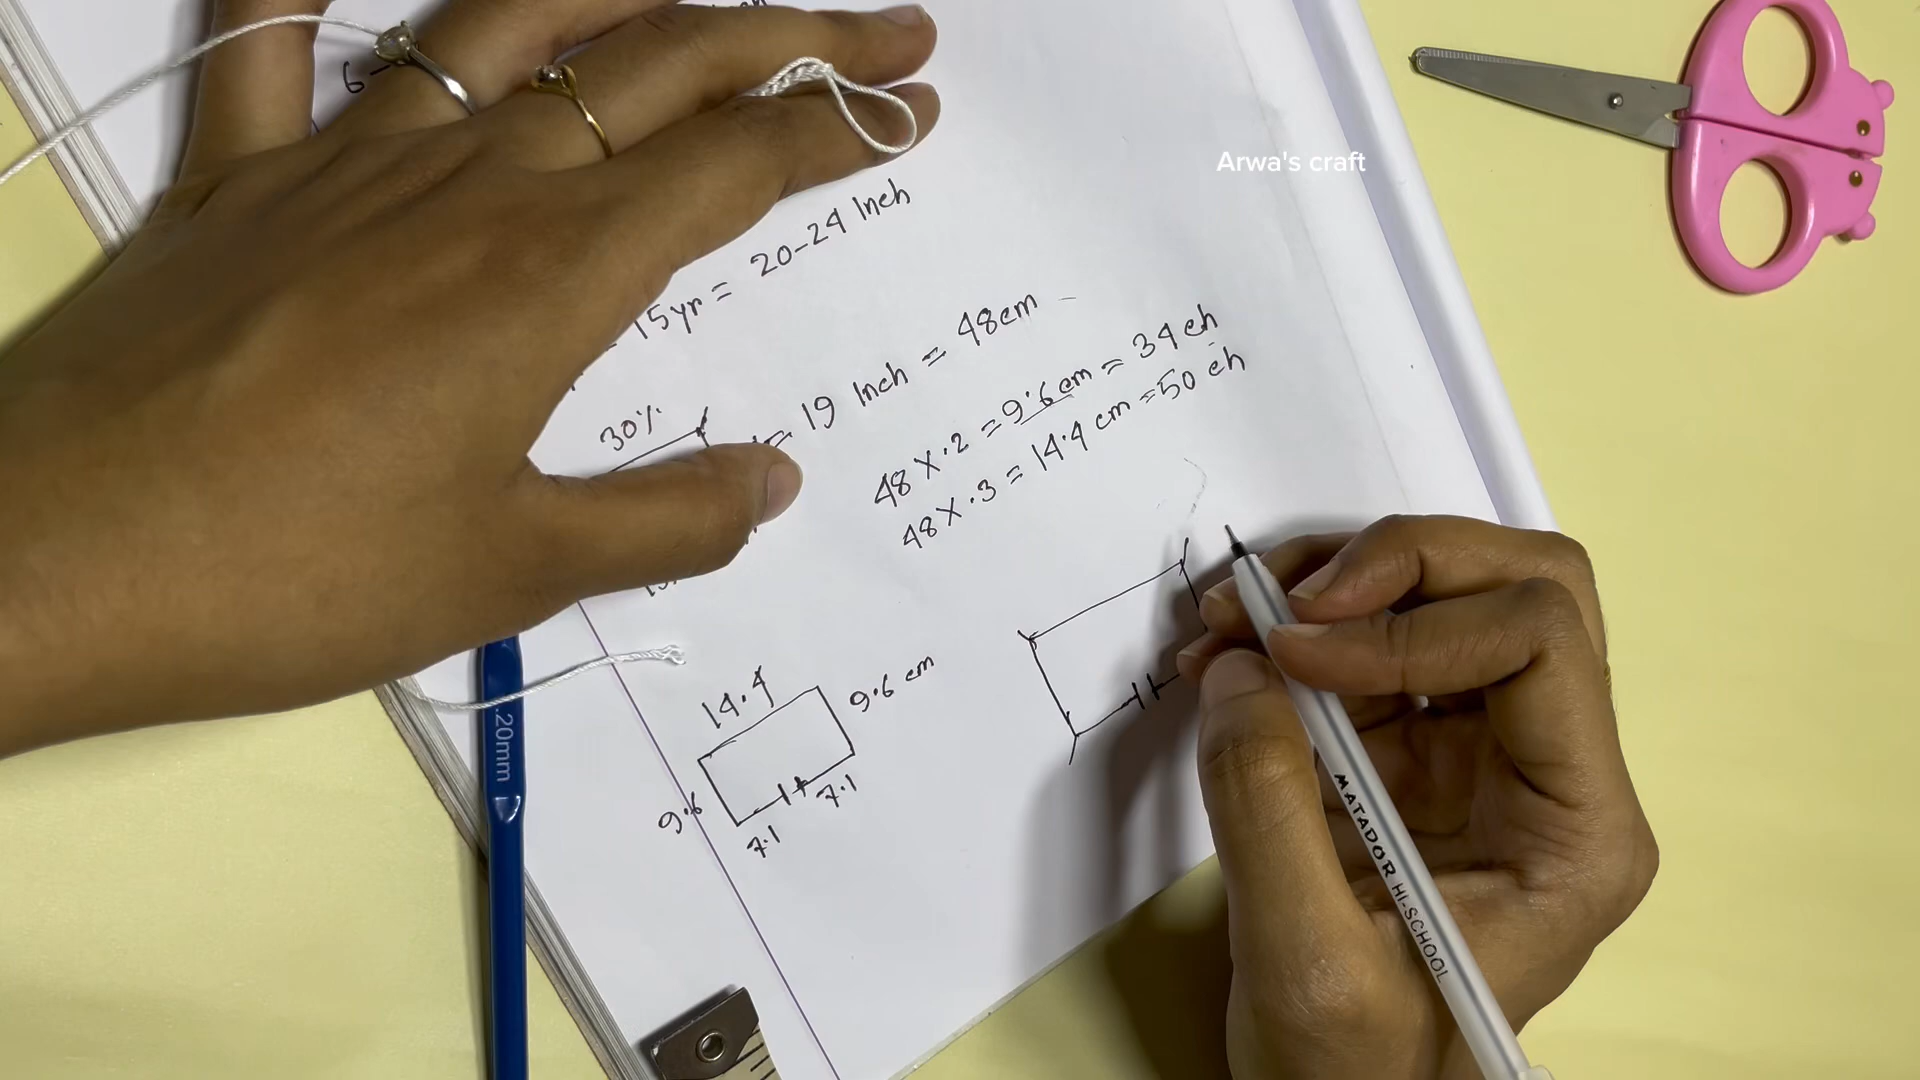 6-
Arwa's craft
15yr = 20-24 Inch
= 19 Inch = 48cm
30%
48 X .2 = 9.6 cm = 34 ch
48 X .3 = 14.4 cm = 50 ch
14.4
9.6 cm
9.6
7.1
7.1
.20mm
MATADOR HI-SCHOOL